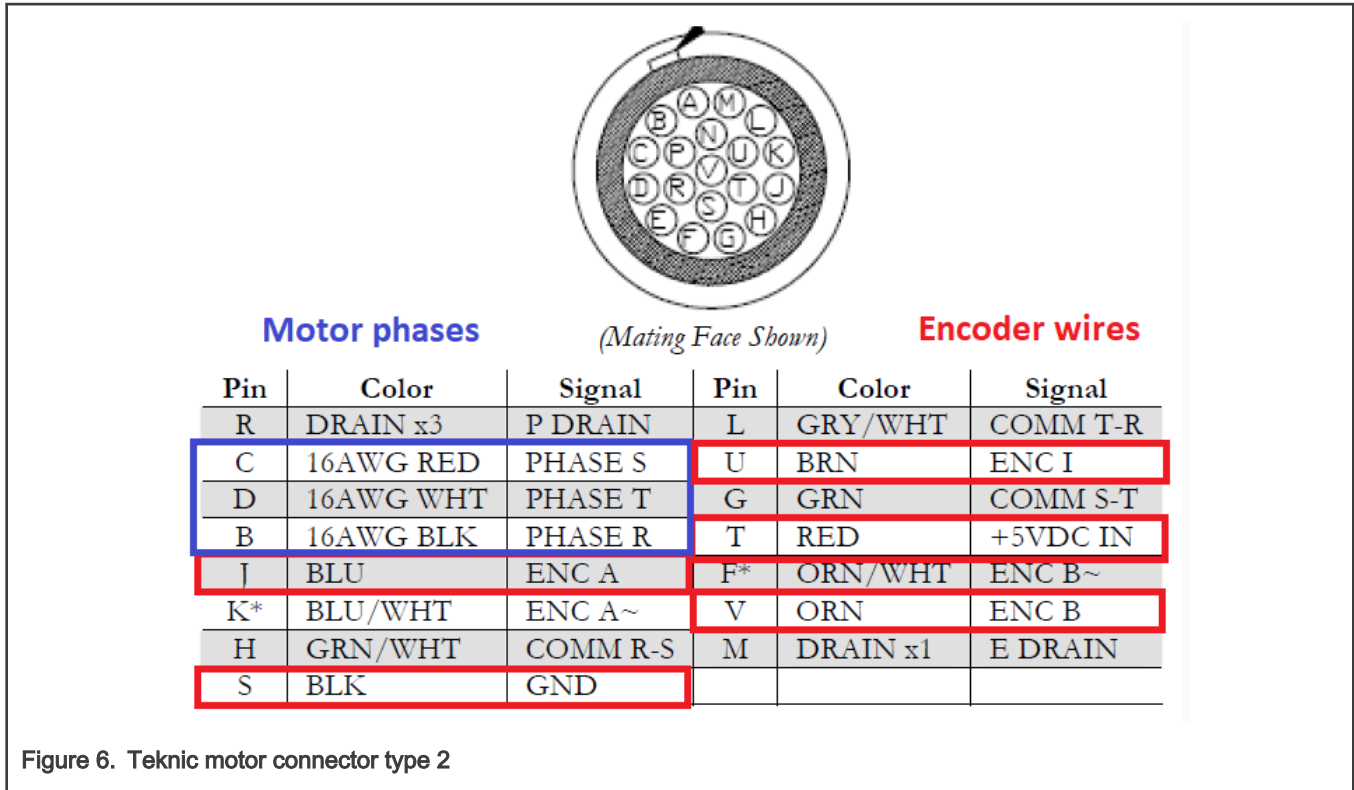 A M
B L
N
C P U K
V
D R T J
S
E H
F G
Motor phases (Mating Face Shown) Encoder wires
Pin Color Signal Pin Color Signal
R DRAIN x3 P DRAIN L GRY/WHT COMM T-R
C 16AWG RED PHASE S U BRN ENC I
D 16AWG WHT PHASE T G GRN COMM S-T
B 16AWG BLK PHASE R T RED +5VDC IN
J BLU ENC A F* ORN/WHT ENC B~
K* BLU/WHT ENC A~ V ORN ENC B
H GRN/WHT COMM R-S M DRAIN x1 E DRAIN
S BLK GND
Figure 6. Teknic motor connector type 2